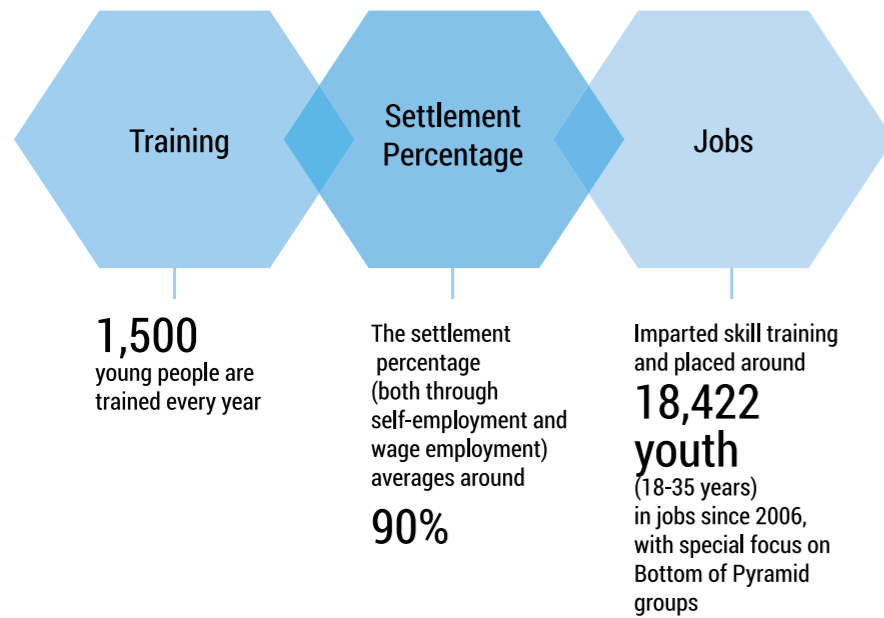 Training
Settlement
Percentage
Jobs
1,500
young people are
trained every year
The settlement
percentage
(both through
self-employment and
wage employment)
averages around
90%
Imparted skill training
and placed around
18,422
youth
(18-35 years)
in jobs since 2006,
with special focus on
Bottom of Pyramid
groups